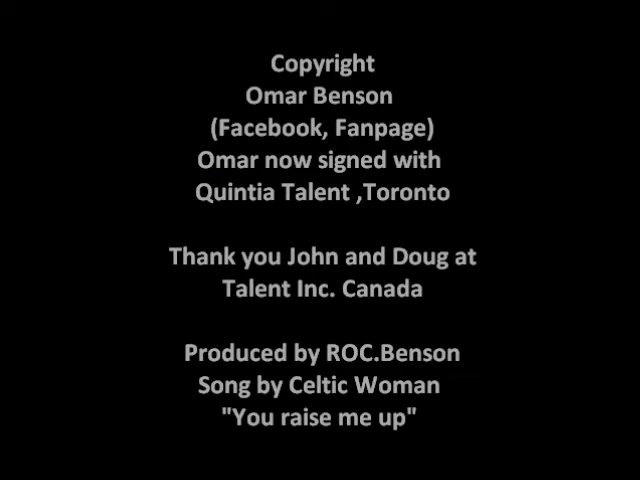 Copyright
Omar Benson
(Facebook, Fanpage)
Omar now signed with
Quintia Talent ,Toronto
Thank you John and Doug at
Talent Inc. Canada
Produced by ROC.Benson
Song by Celtic Woman
"You raise me up"